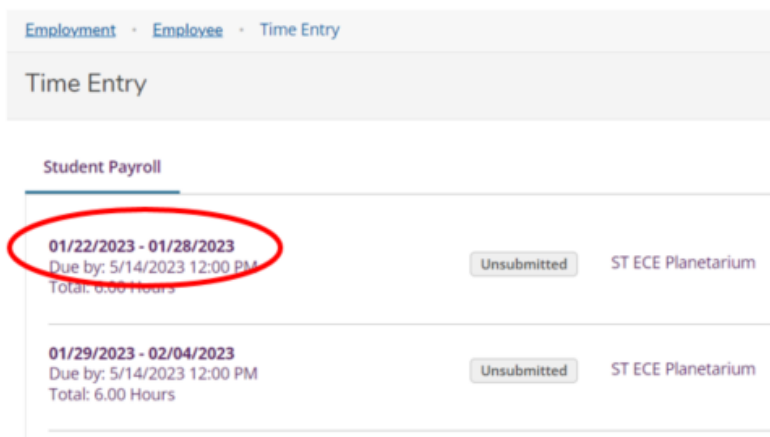 Employment • Employee • Time Entry
Time Entry
Student Payroll
01/22/2023 - 01/28/2023
Due by: 5/14/2023 12:00 PM
Total: 6.00 Hours
Unsubmitted
ST ECE Planetarium
01/29/2023 - 02/04/2023
Due by: 5/14/2023 12:00 PM
Total: 6.00 Hours
Unsubmitted
ST ECE Planetarium